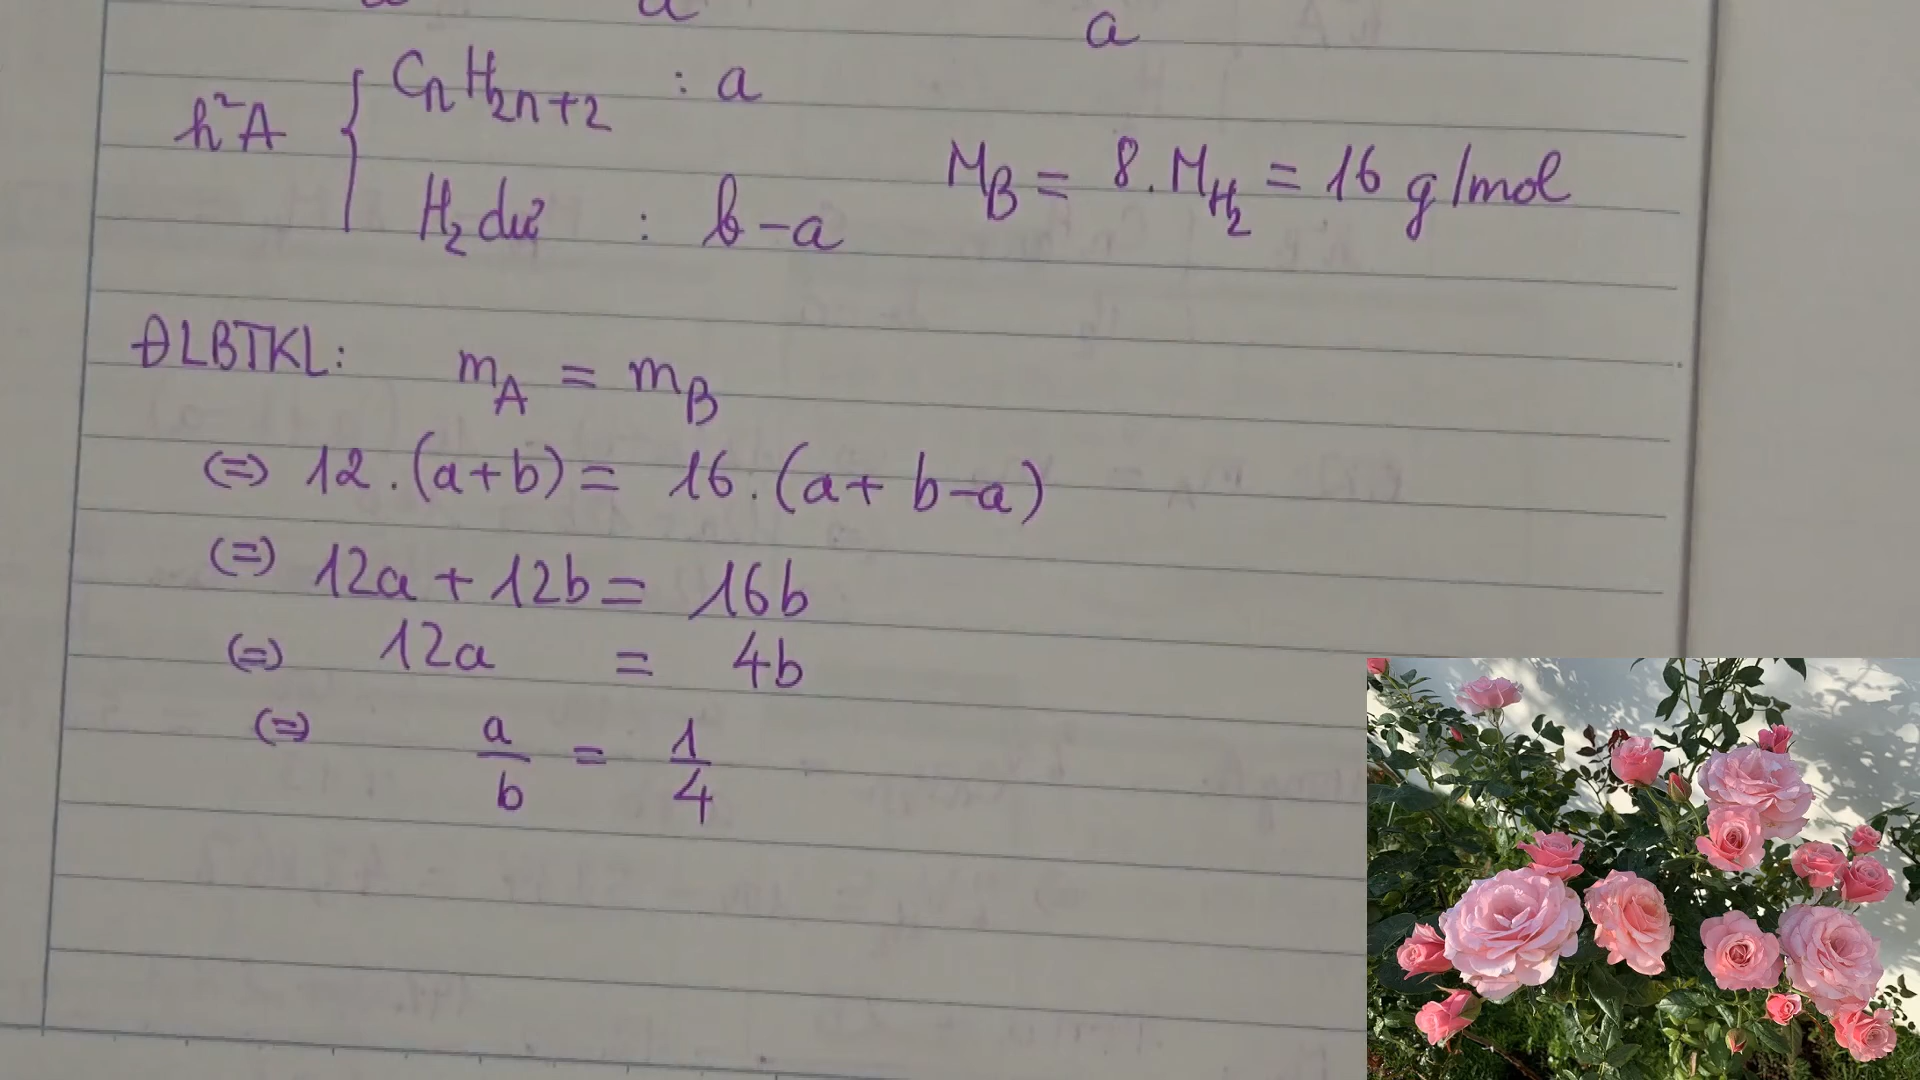 a
h²A { CnH2n+2 : a
H2 dư : b-a
MB = 8.MH2 = 16 g/mol
ĐLBTKL: mA = mB
(=) 12.(a+b) = 16.(a+b-a)
(=) 12a + 12b = 16b
(=) 12a = 4b
(=) a/b = 1/4